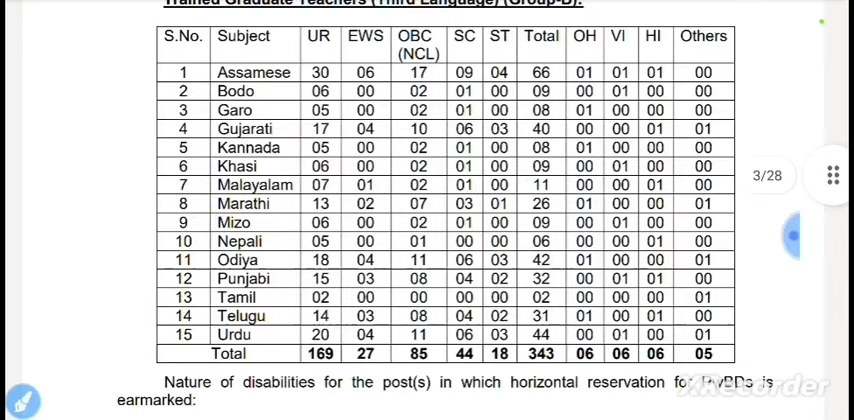 Trained Graduate Teachers (Third Language) (Group-B):
S.No. Subject UR EWS OBC (NCL) SC ST Total OH VI HI Others
1 Assamese 30 06 17 09 04 66 01 01 01 00
2 Bodo 06 00 02 01 00 09 00 01 00 00
3 Garo 05 00 02 01 00 08 01 00 00 00
4 Gujarati 17 04 10 06 03 40 00 00 01 01
5 Kannada 05 00 02 01 00 08 01 00 00 00
6 Khasi 06 00 02 01 00 09 00 01 00 00
7 Malayalam 07 01 02 01 00 11 00 00 01 00
8 Marathi 13 02 07 03 01 26 01 00 00 01
9 Mizo 06 00 02 01 00 09 00 01 00 00
10 Nepali 05 00 01 00 00 06 00 00 01 00
11 Odiya 18 04 11 06 03 42 01 00 00 01
12 Punjabi 15 03 08 04 02 32 00 01 01 00
13 Tamil 02 00 00 00 00 02 00 00 00 01
14 Telugu 14 03 08 04 02 31 01 00 01 00
15 Urdu 20 04 11 06 03 44 00 01 00 01
Total 169 27 85 44 18 343 06 06 06 05
3/28
Nature of disabilities for the post(s) in which horizontal reservation for PwBDs is
earmarked:
XRecorder